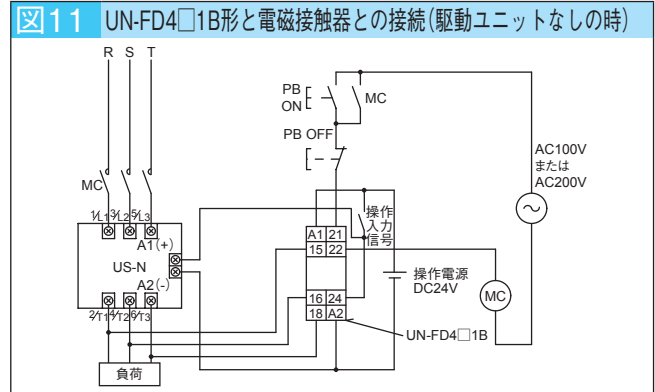 図11 UN-FD4□1B形と電磁接触器との接続(駆動ユニットなしの時)
R S T
MC
1/L1 3/L2 5/L3
A1(+)
US-N
A2(-)
2/T1 4/T2 6/T3
負荷
PB ON
MC
PB OFF
操作
入力
信号
A1 21
15 22
16 24
18 A2
操作電源
DC24V
UN-FD4□1B
MC
AC100V
または
AC200V